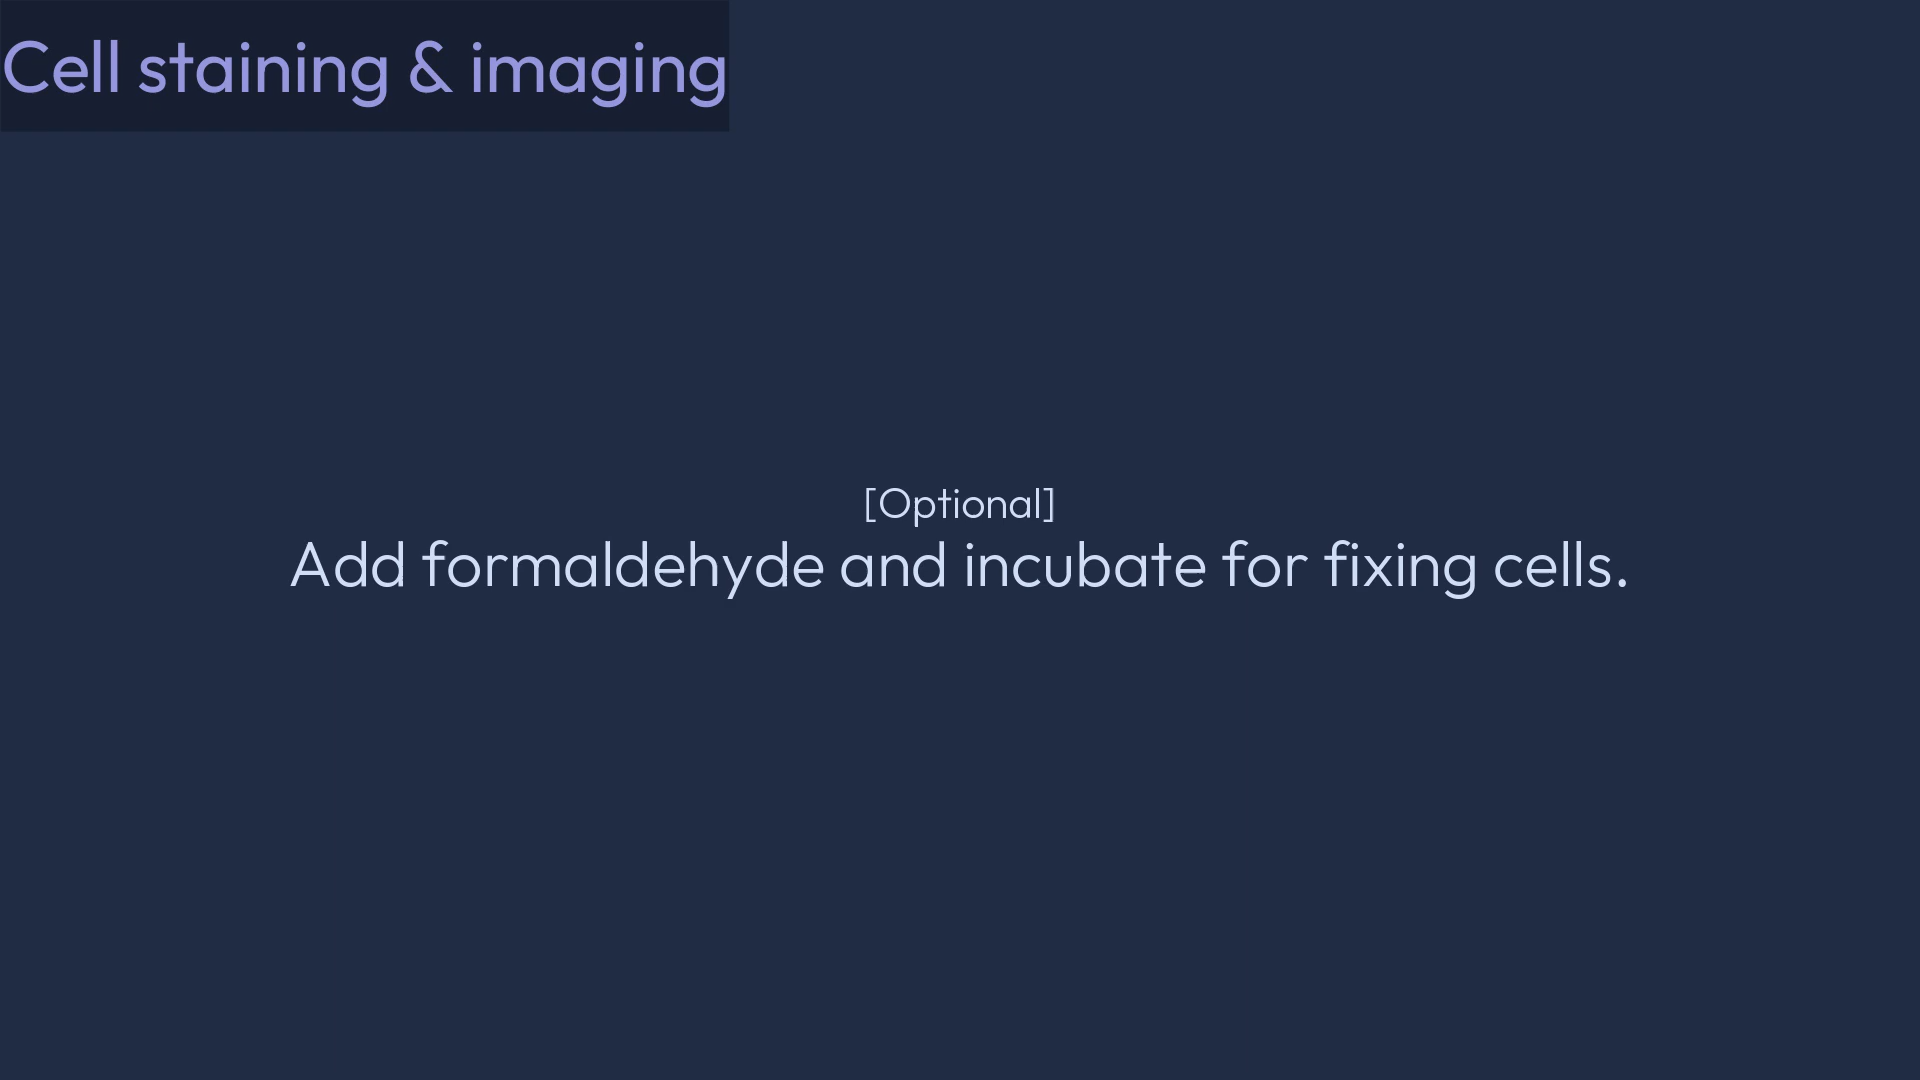 Cell staining & imaging
[Optional]
Add formaldehyde and incubate for fixing cells.